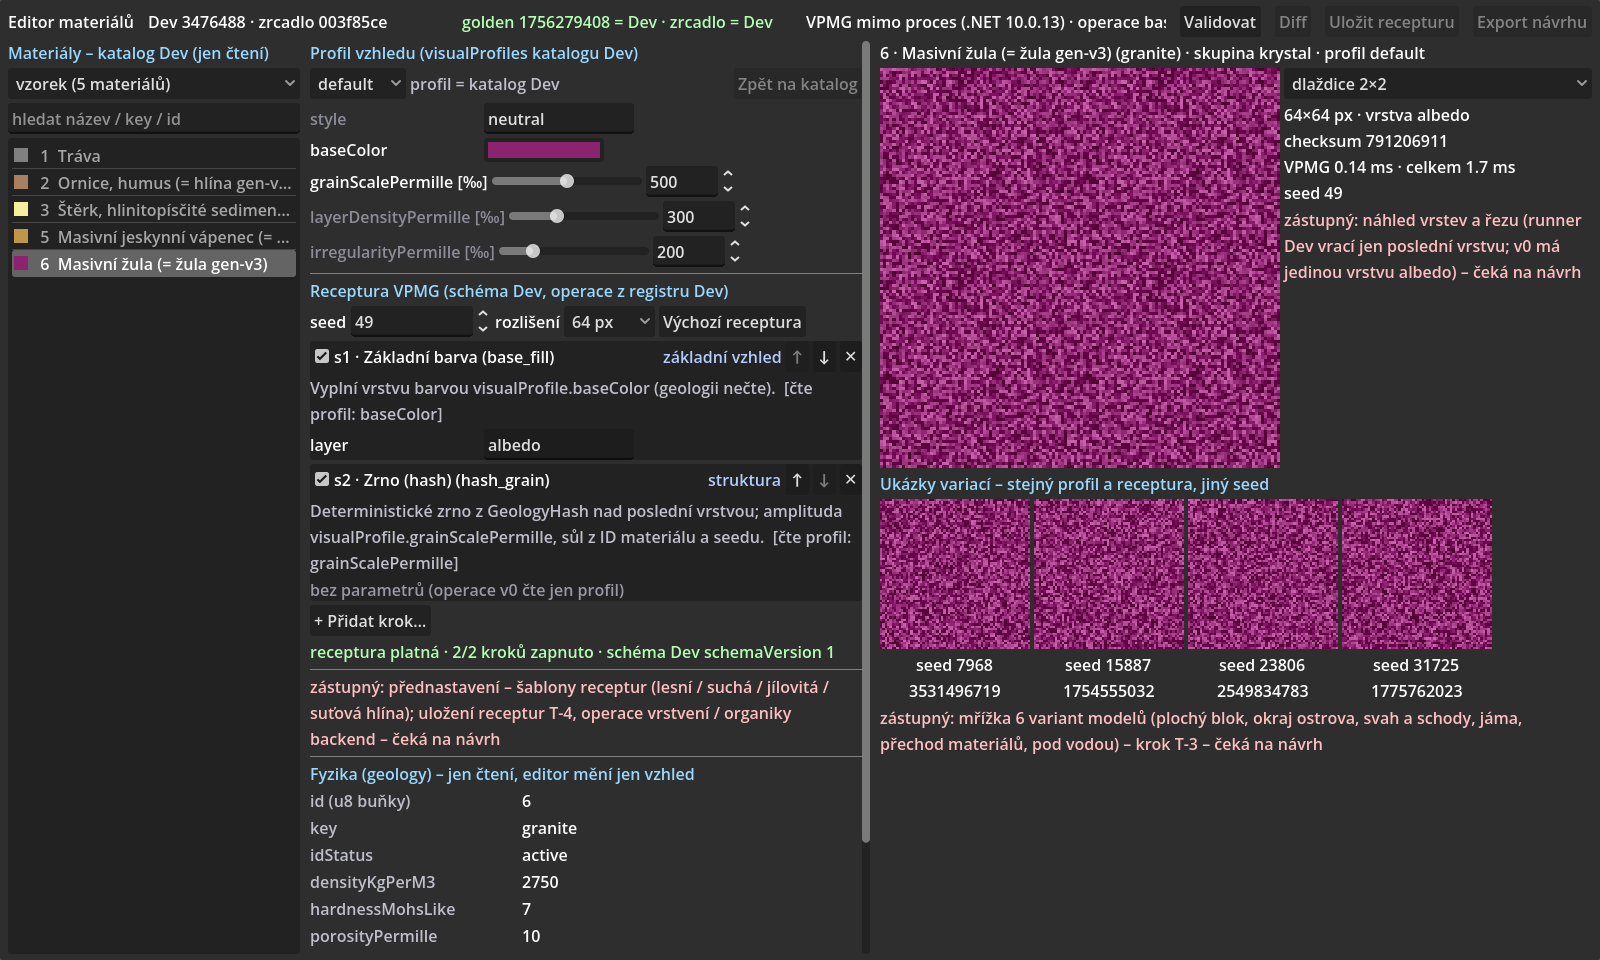 Editor materiálů Dev 3476488 · zrcadlo 003f85ce golden 1756279408 = Dev · zrcadlo = Dev VPMG mimo proces (.NET 10.0.13) · operace bas Validovat Diff Uložit recepturu Export návrhu
Materiály – katalog Dev (jen čtení)
vzorek (5 materiálů)
hledat název / key / id
1 Tráva
2 Ornice, humus (= hlína gen-v...
3 Štěrk, hlinitopísčité sedimen...
5 Masivní jeskynní vápenec (= ...
6 Masivní žula (= žula gen-v3)
Profil vzhledu (visualProfiles katalogu Dev)
default profil = katalog Dev Zpět na katalog
style neutral
baseColor
grainScalePermille [‰] 500
layerDensityPermille [‰] 300
irregularityPermille [‰] 200
Receptura VPMG (schéma Dev, operace z registru Dev)
seed 49 rozlišení 64 px Výchozí receptura
s1 · Základní barva (base_fill) základní vzhled ↑ ↓ ×
Vyplní vrstvu barvou visualProfile.baseColor (geologii nečte). [čte
profil: baseColor]
layer albedo
s2 · Zrno (hash) (hash_grain) struktura ↑ ↓ ×
Deterministické zrno z GeologyHash nad poslední vrstvou; amplituda
visualProfile.grainScalePermille, sůl z ID materiálu a seedu. [čte profil:
grainScalePermille]
bez parametrů (operace v0 čte jen profil)
+ Přidat krok...
receptura platná · 2/2 kroků zapnuto · schéma Dev schemaVersion 1
zástupný: přednastavení – šablony receptur (lesní / suchá / jílovitá /
suťová hlína); uložení receptur T-4, operace vrstvení / organiky
backend – čeká na návrh
Fyzika (geology) – jen čtení, editor mění jen vzhled
id (u8 buňky) 6
key granite
idStatus active
densityKgPerM3 2750
hardnessMohsLike 7
porosityPermille 10
6 · Masivní žula (= žula gen-v3) (granite) · skupina krystal · profil default
dlaždice 2×2
64×64 px · vrstva albedo
checksum 791206911
VPMG 0.14 ms · celkem 1.7 ms
seed 49
zástupný: náhled vrstev a řezu (runner
Dev vrací jen poslední vrstvu; v0 má
jedinou vrstvu albedo) – čeká na návrh
Ukázky variací – stejný profil a receptura, jiný seed
seed 7968 seed 15887 seed 23806 seed 31725
3531496719 1754555032 2549834783 1775762023
zástupný: mřížka 6 variant modelů (plochý blok, okraj ostrova, svah a schody, jáma,
přechod materiálů, pod vodou) – krok T-3 – čeká na návrh